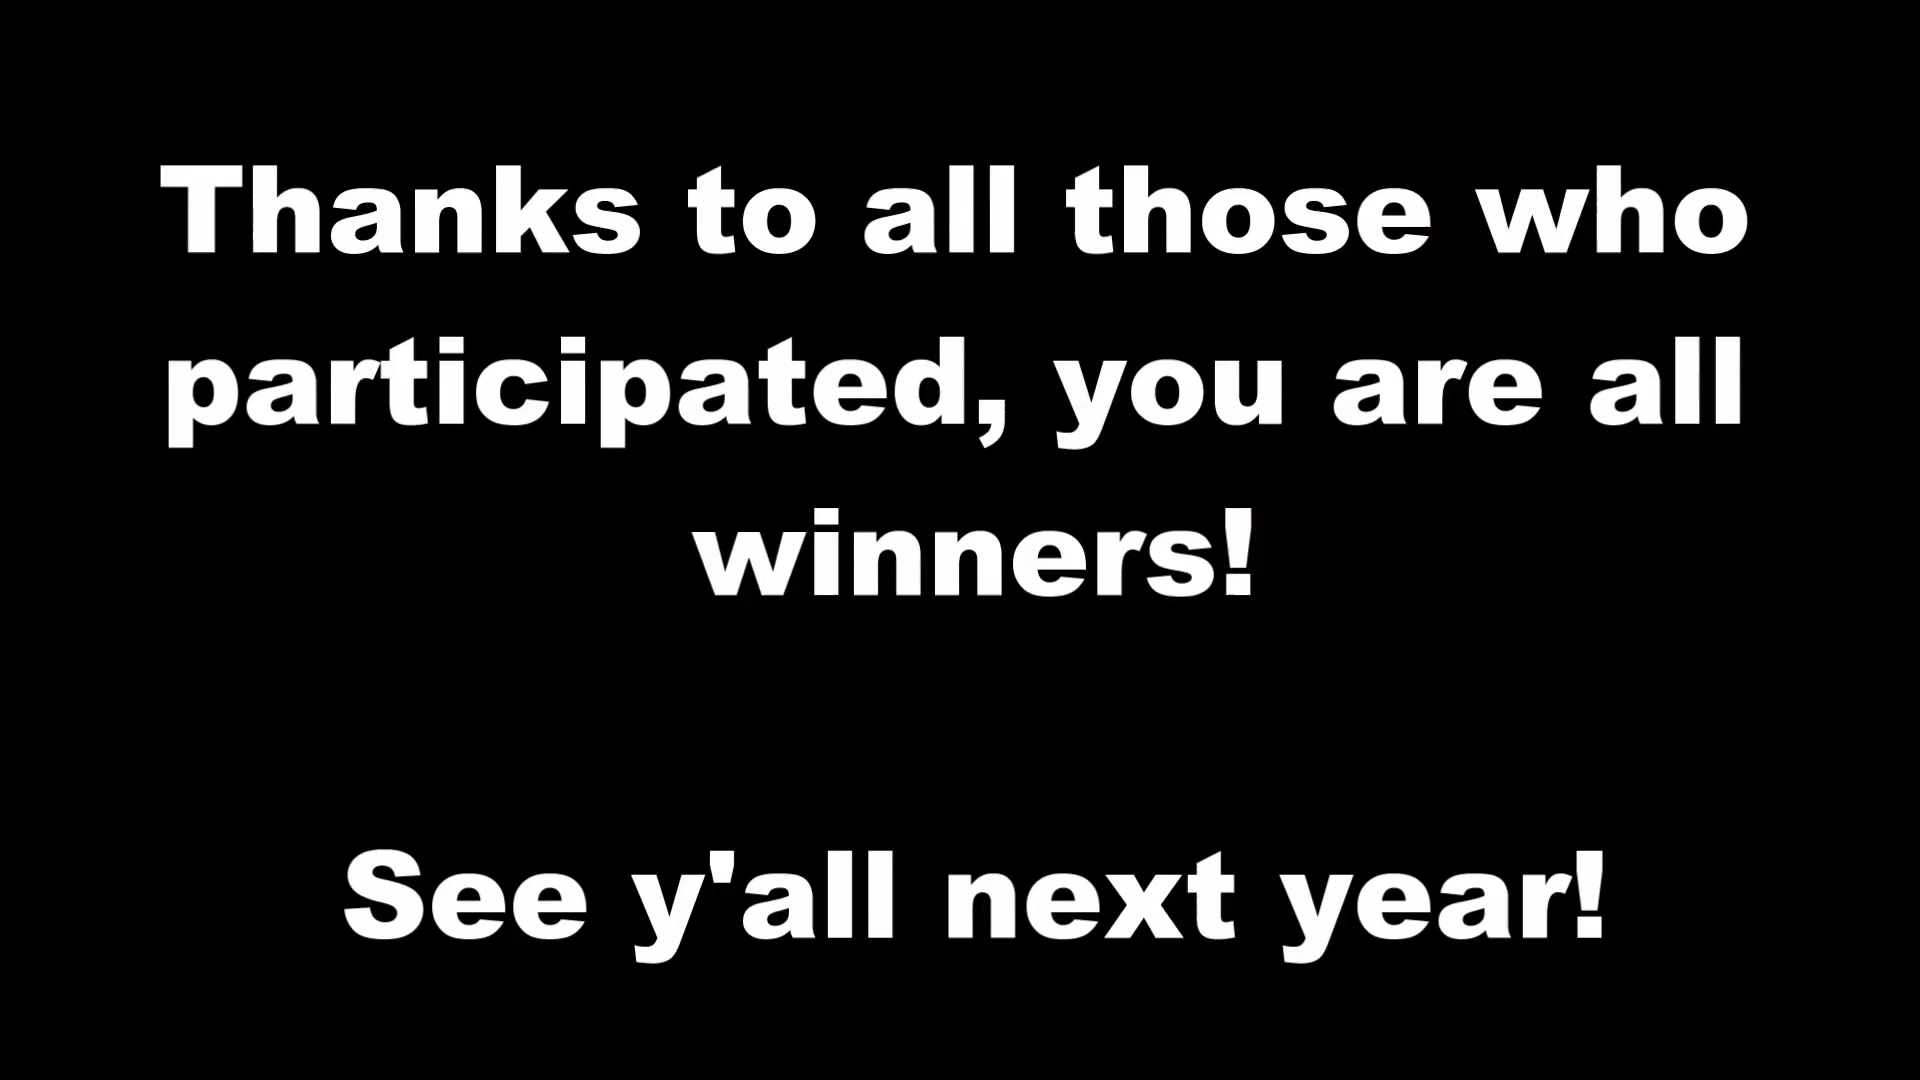 Thanks to all those who
participated, you are all
winners!
See y'all next year!